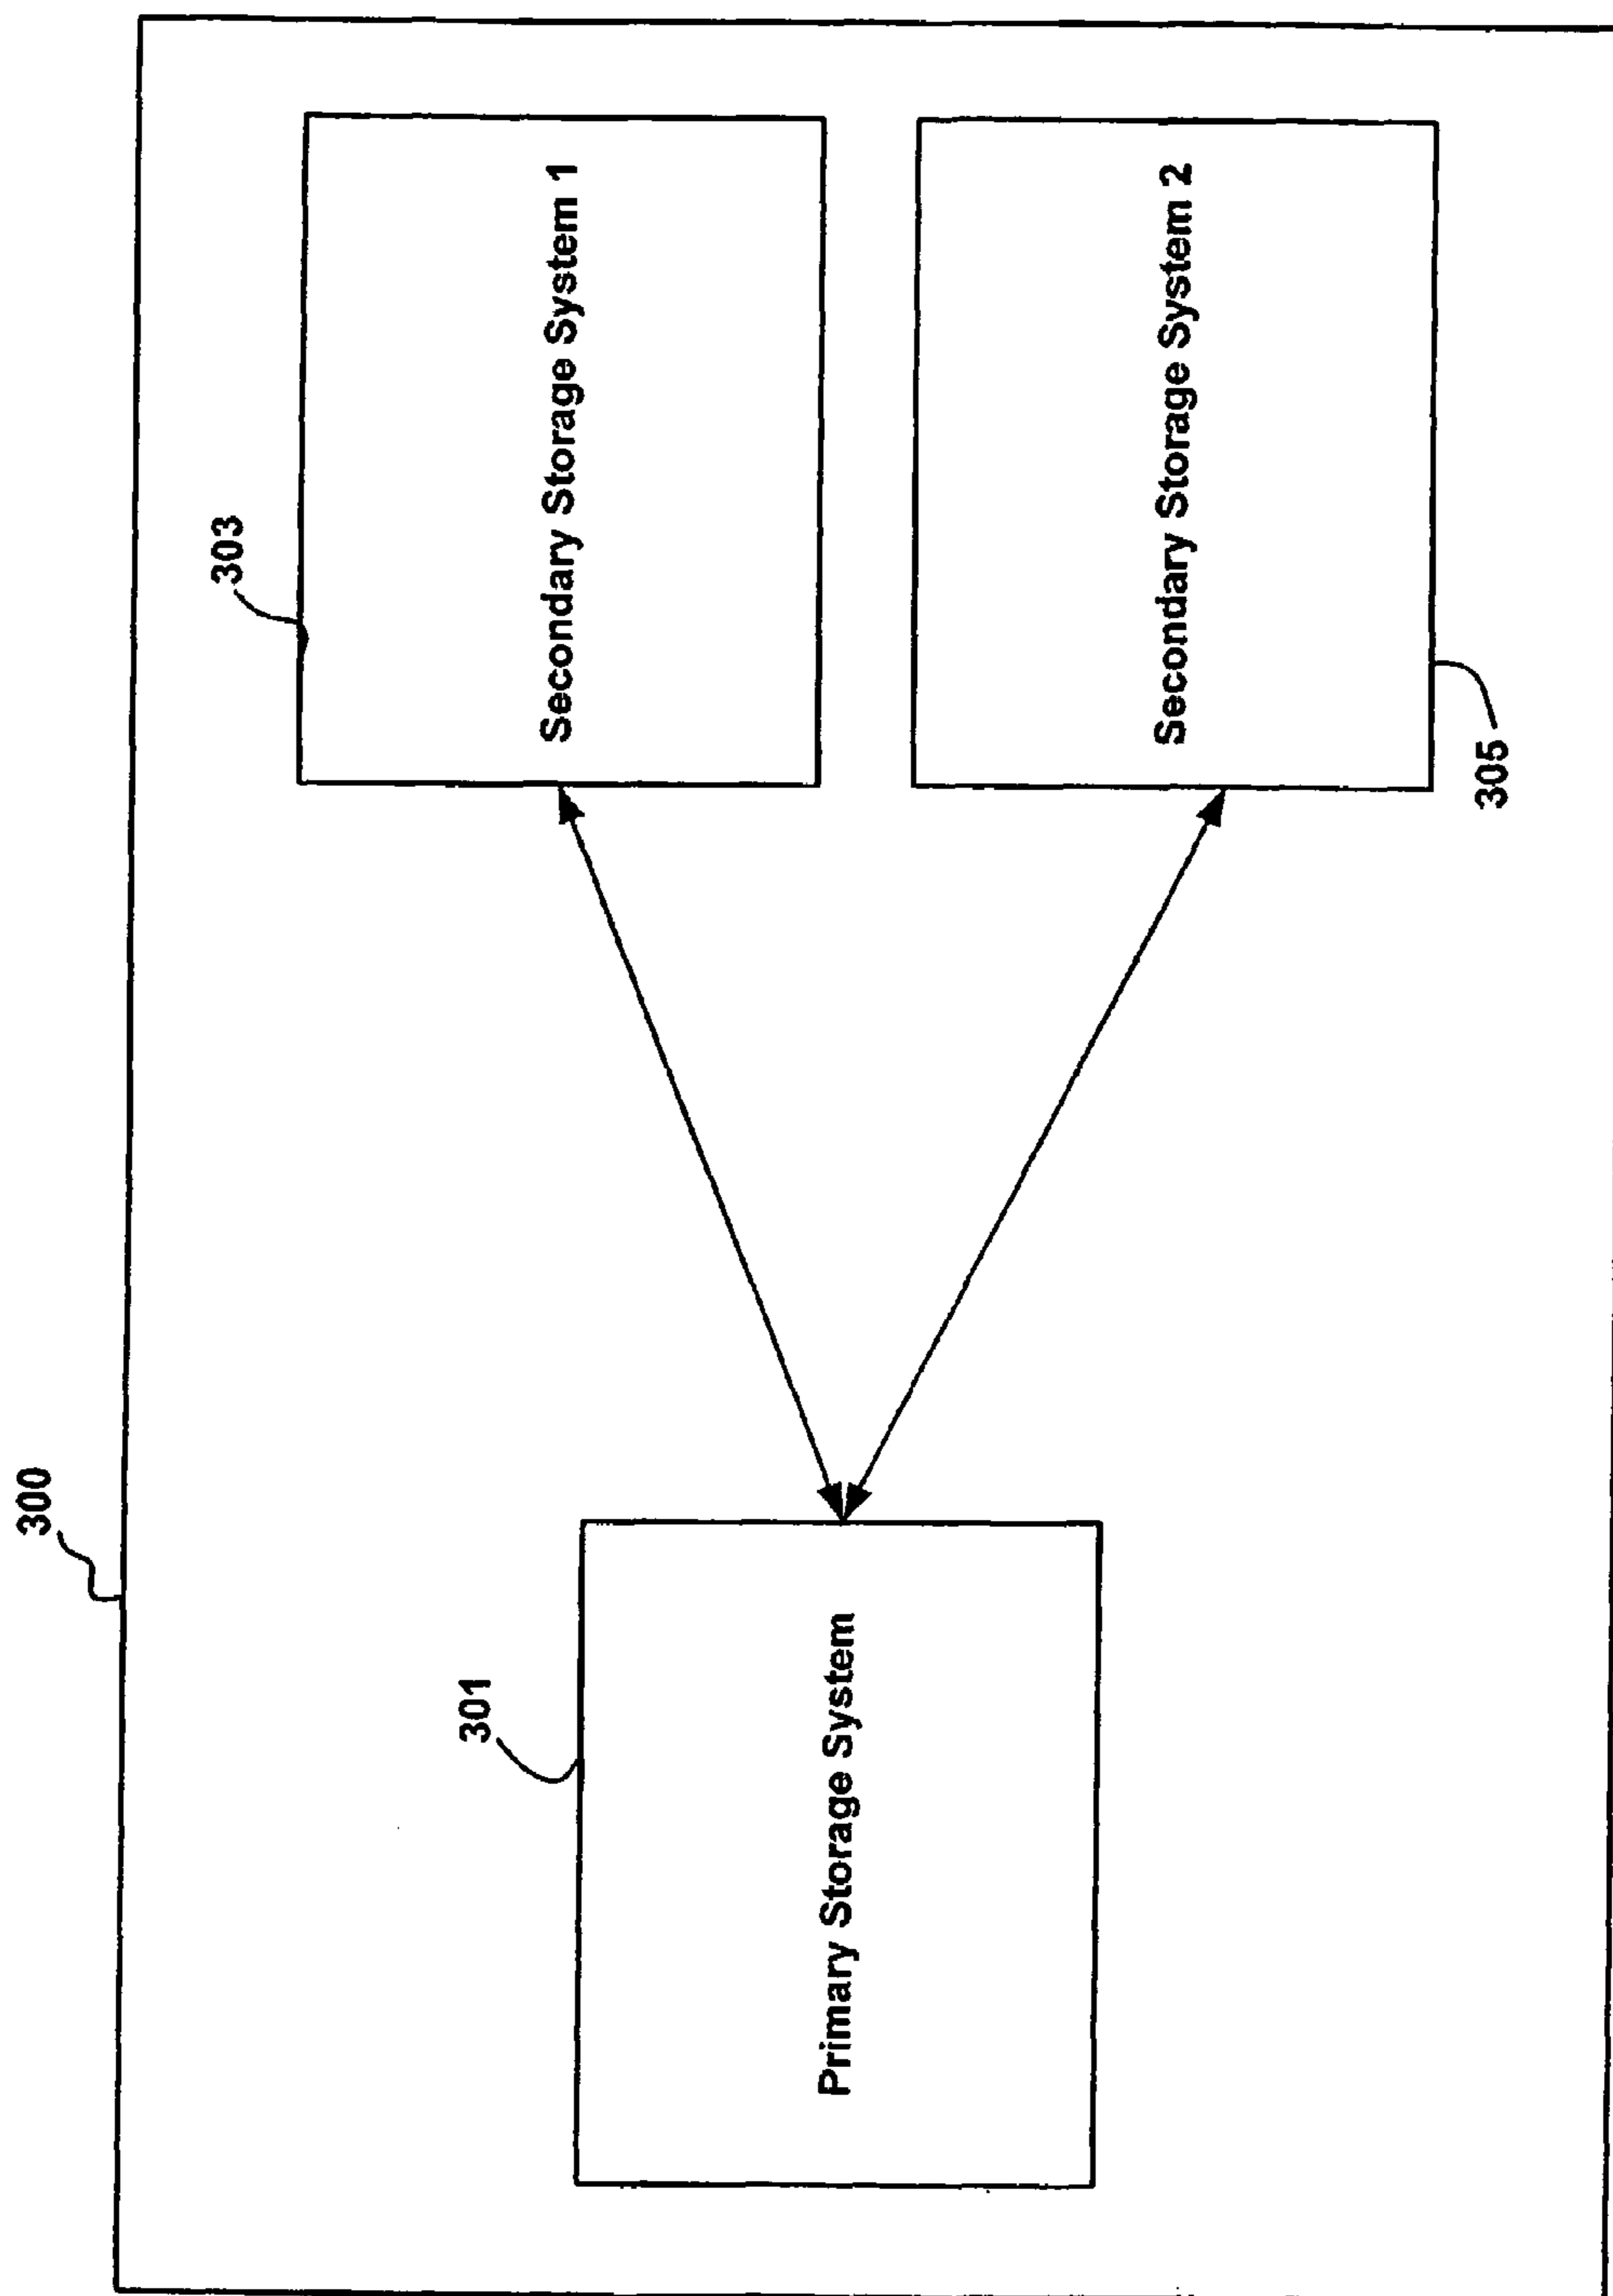 300
303
Secondary Storage System 1
301
Primary Storage System
Secondary Storage System 2
305